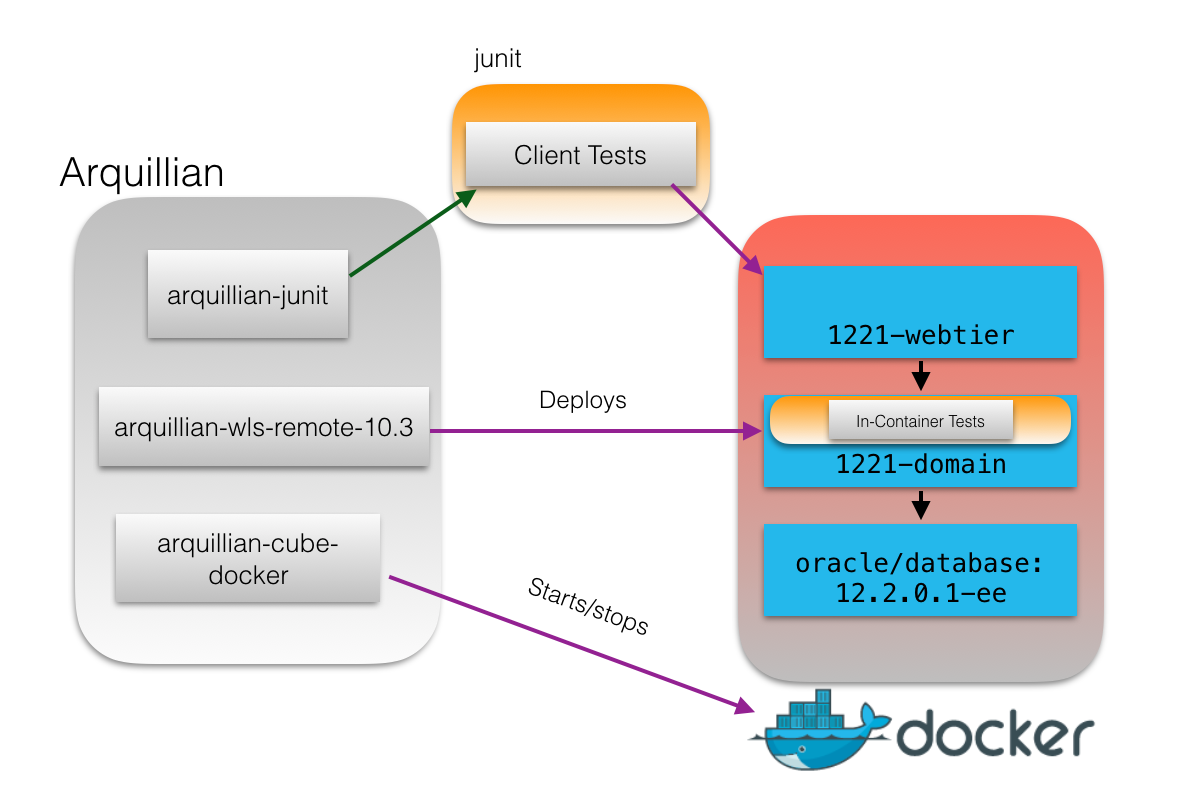 junit
Client Tests
Arquillian
arquillian-junit
1221-webtier
arquillian-wls-remote-10.3
Deploys
In-Container Tests
1221-domain
arquillian-cube-
docker
Starts/stops
oracle/database:
12.2.0.1-ee
docker